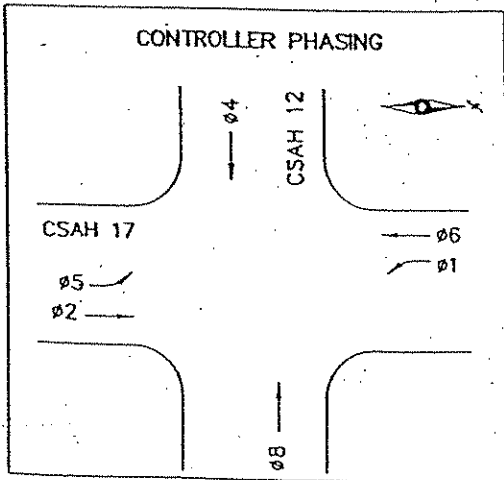 CONTROLLER PHASING
ø4
CSAH 12
CSAH 17
ø6
ø5
ø1
ø2
ø8